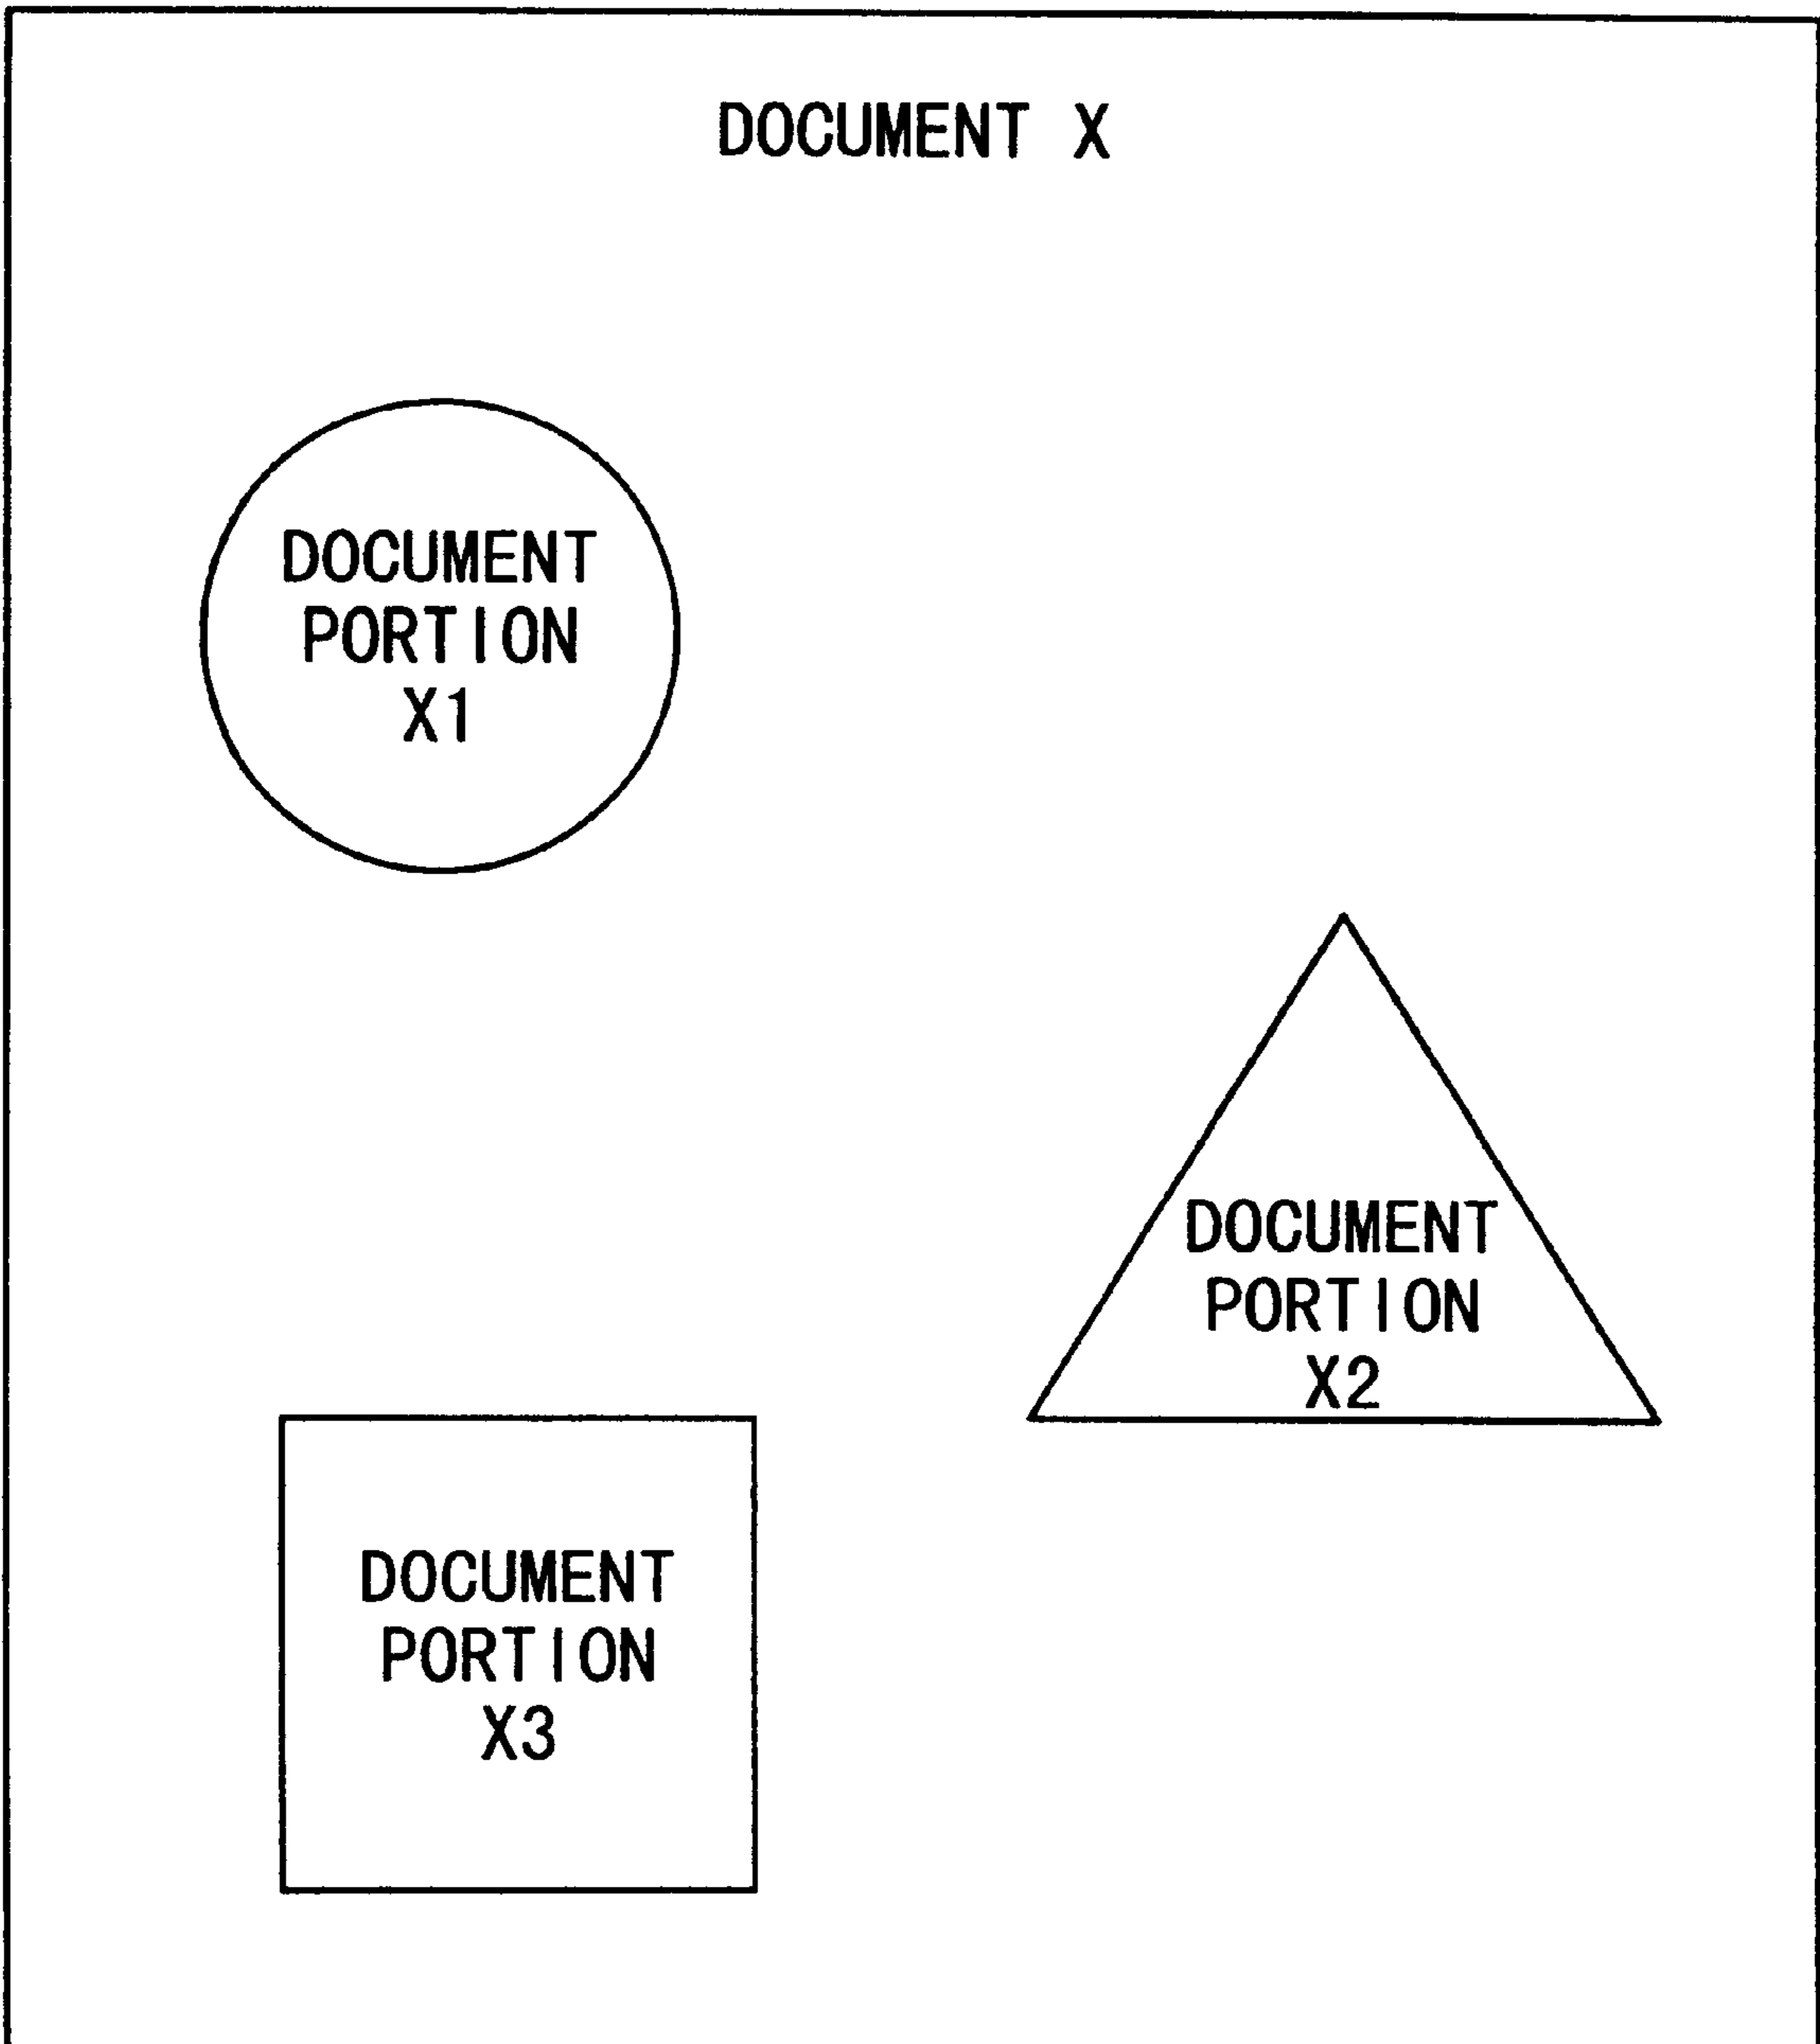 DOCUMENT X
DOCUMENT
PORTION
X1
DOCUMENT
PORTION
X2
DOCUMENT
PORTION
X3